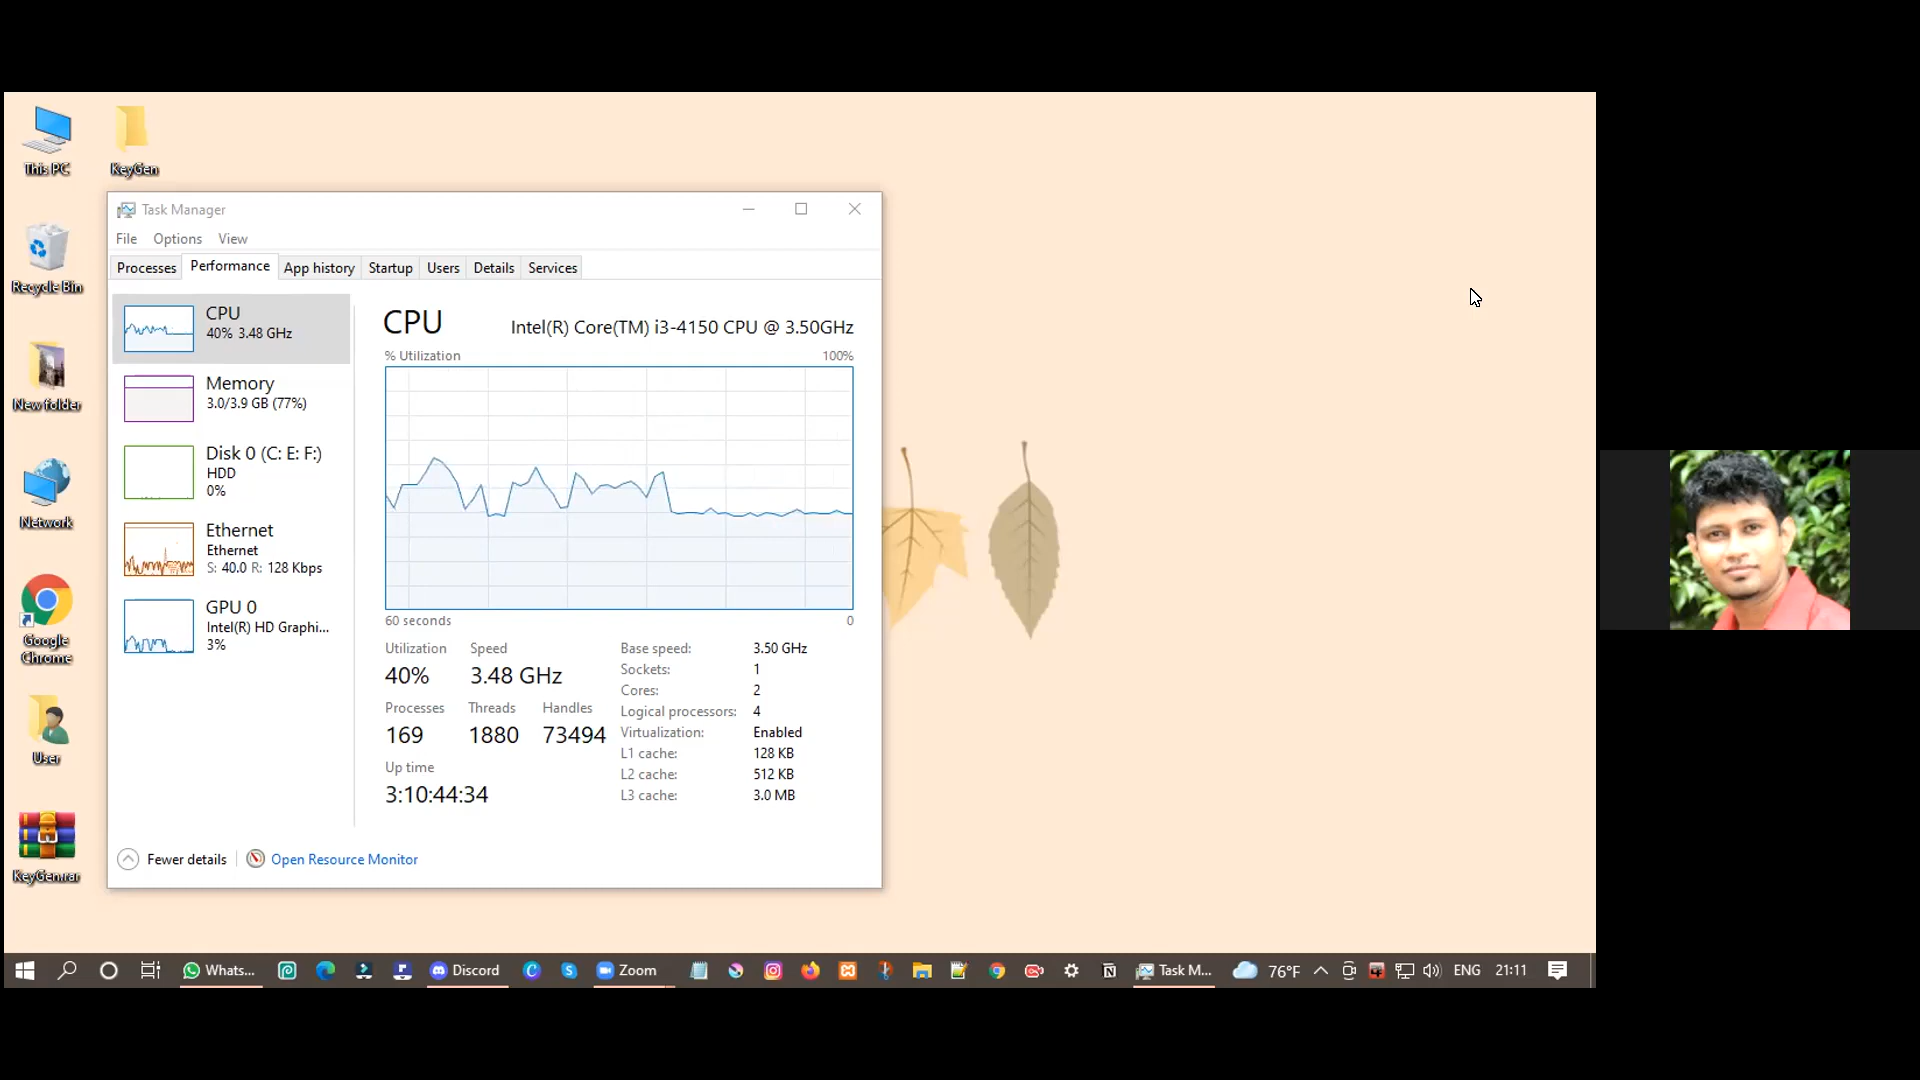 This PC
KeyGen
Recycle Bin
New folder
Network
Google
Chrome
User
KeyGen.rar
Task Manager
File Options View
Processes Performance App history Startup Users Details Services
CPU
40% 3.48 GHz
Memory
3.0/3.9 GB (77%)
Disk 0 (C: E: F:)
HDD
0%
Ethernet
Ethernet
S: 40.0 R: 128 Kbps
GPU 0
Intel(R) HD Graphi...
3%
CPU Intel(R) Core(TM) i3-4150 CPU @ 3.50GHz
% Utilization 100%
60 seconds 0
Utilization Speed
40% 3.48 GHz
Processes Threads Handles
169 1880 73494
Up time
3:10:44:34
Base speed: 3.50 GHz
Sockets: 1
Cores: 2
Logical processors: 4
Virtualization: Enabled
L1 cache: 128 KB
L2 cache: 512 KB
L3 cache: 3.0 MB
Fewer details Open Resource Monitor
Whats... Discord Zoom Task M... 76°F ENG 21:11